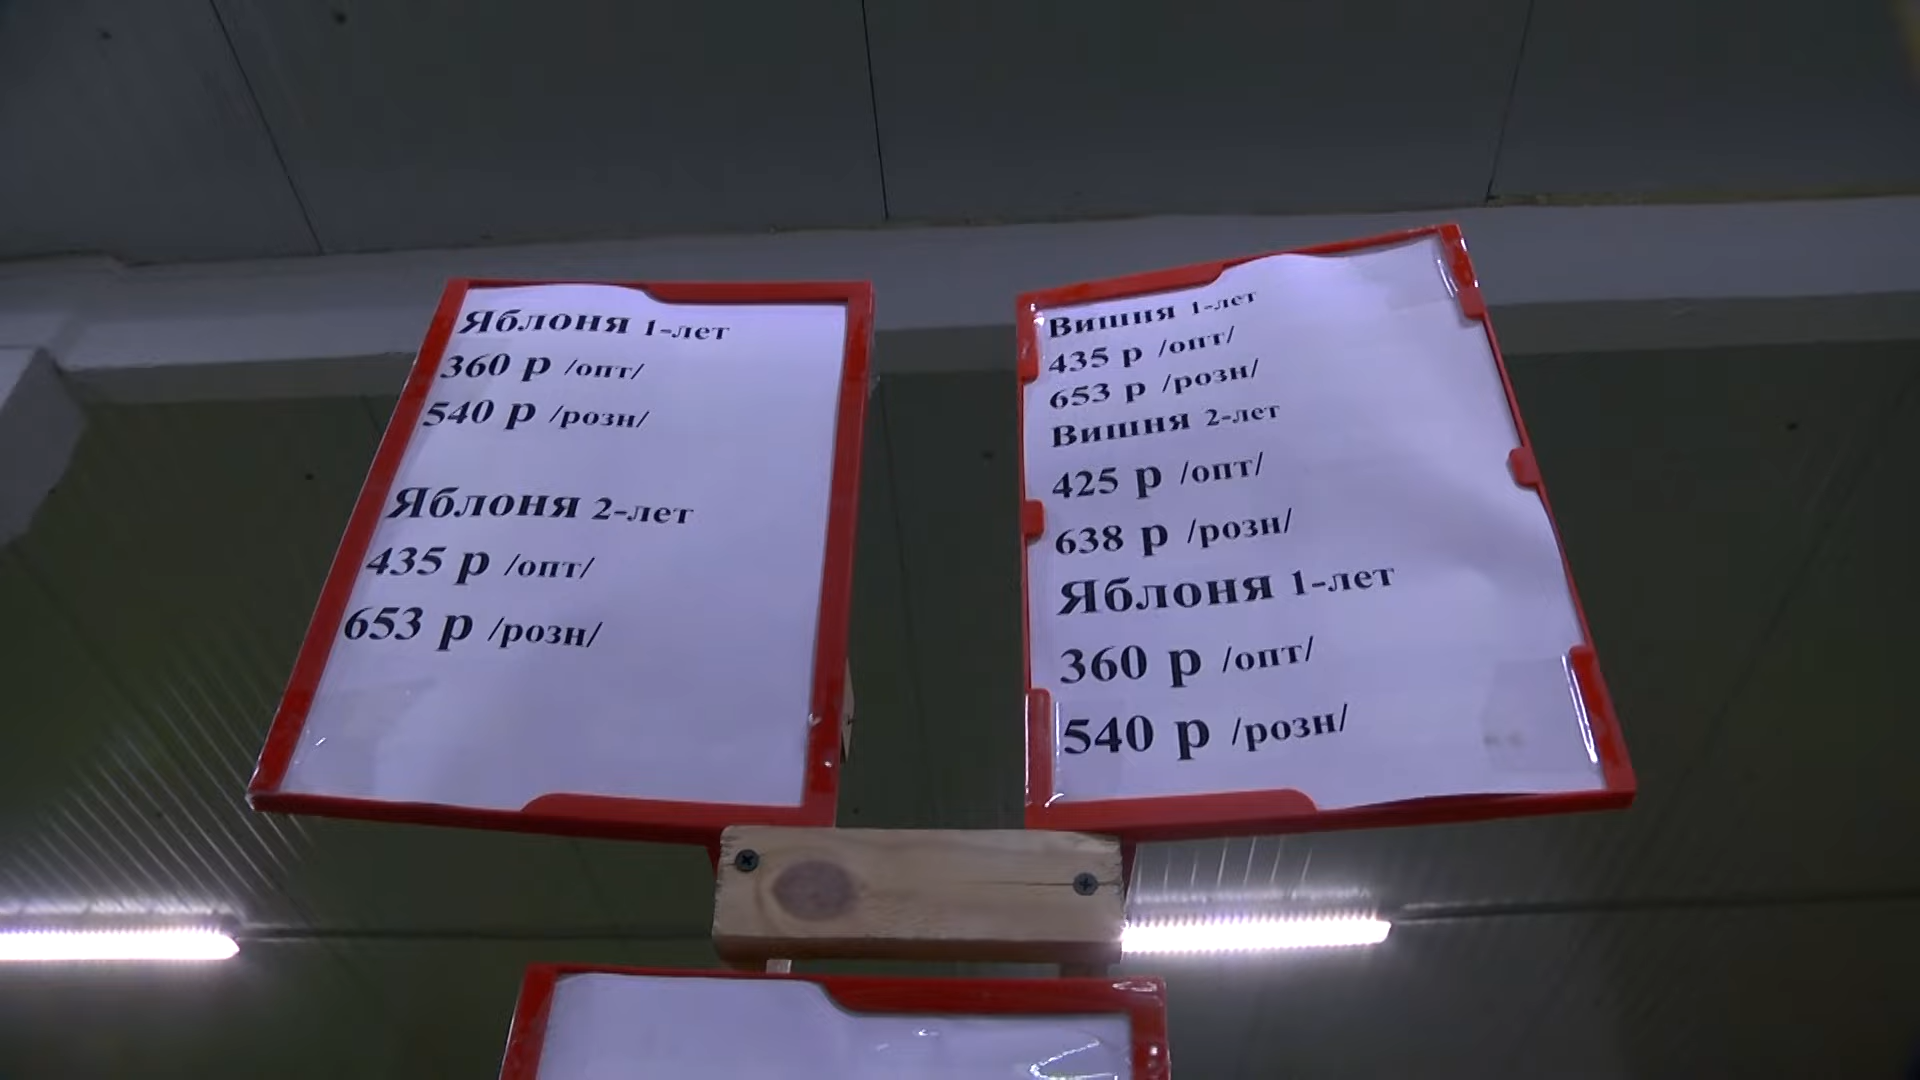 Яблоня 1-лет
360 р /опт/
540 р /розн/
Яблоня 2-лет
435 р /опт/
653 р /розн/
Вишня 1-лет
435 р /опт/
653 р /розн/
Вишня 2-лет
425 р /опт/
638 р /розн/
Яблоня 1-лет
360 р /опт/
540 р /розн/